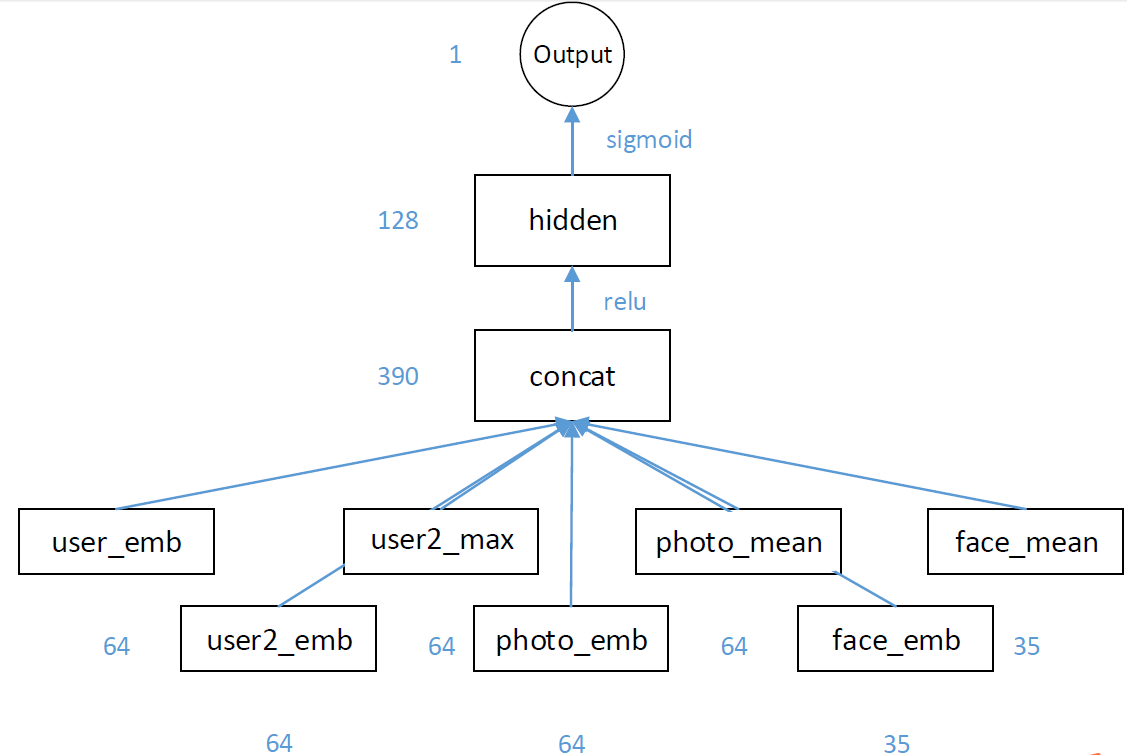 1
Output
sigmoid
128
hidden
relu
390
concat
user_emb
user2_max
photo_mean
face_mean
64
user2_emb
64
photo_emb
64
face_emb
35
64
64
35